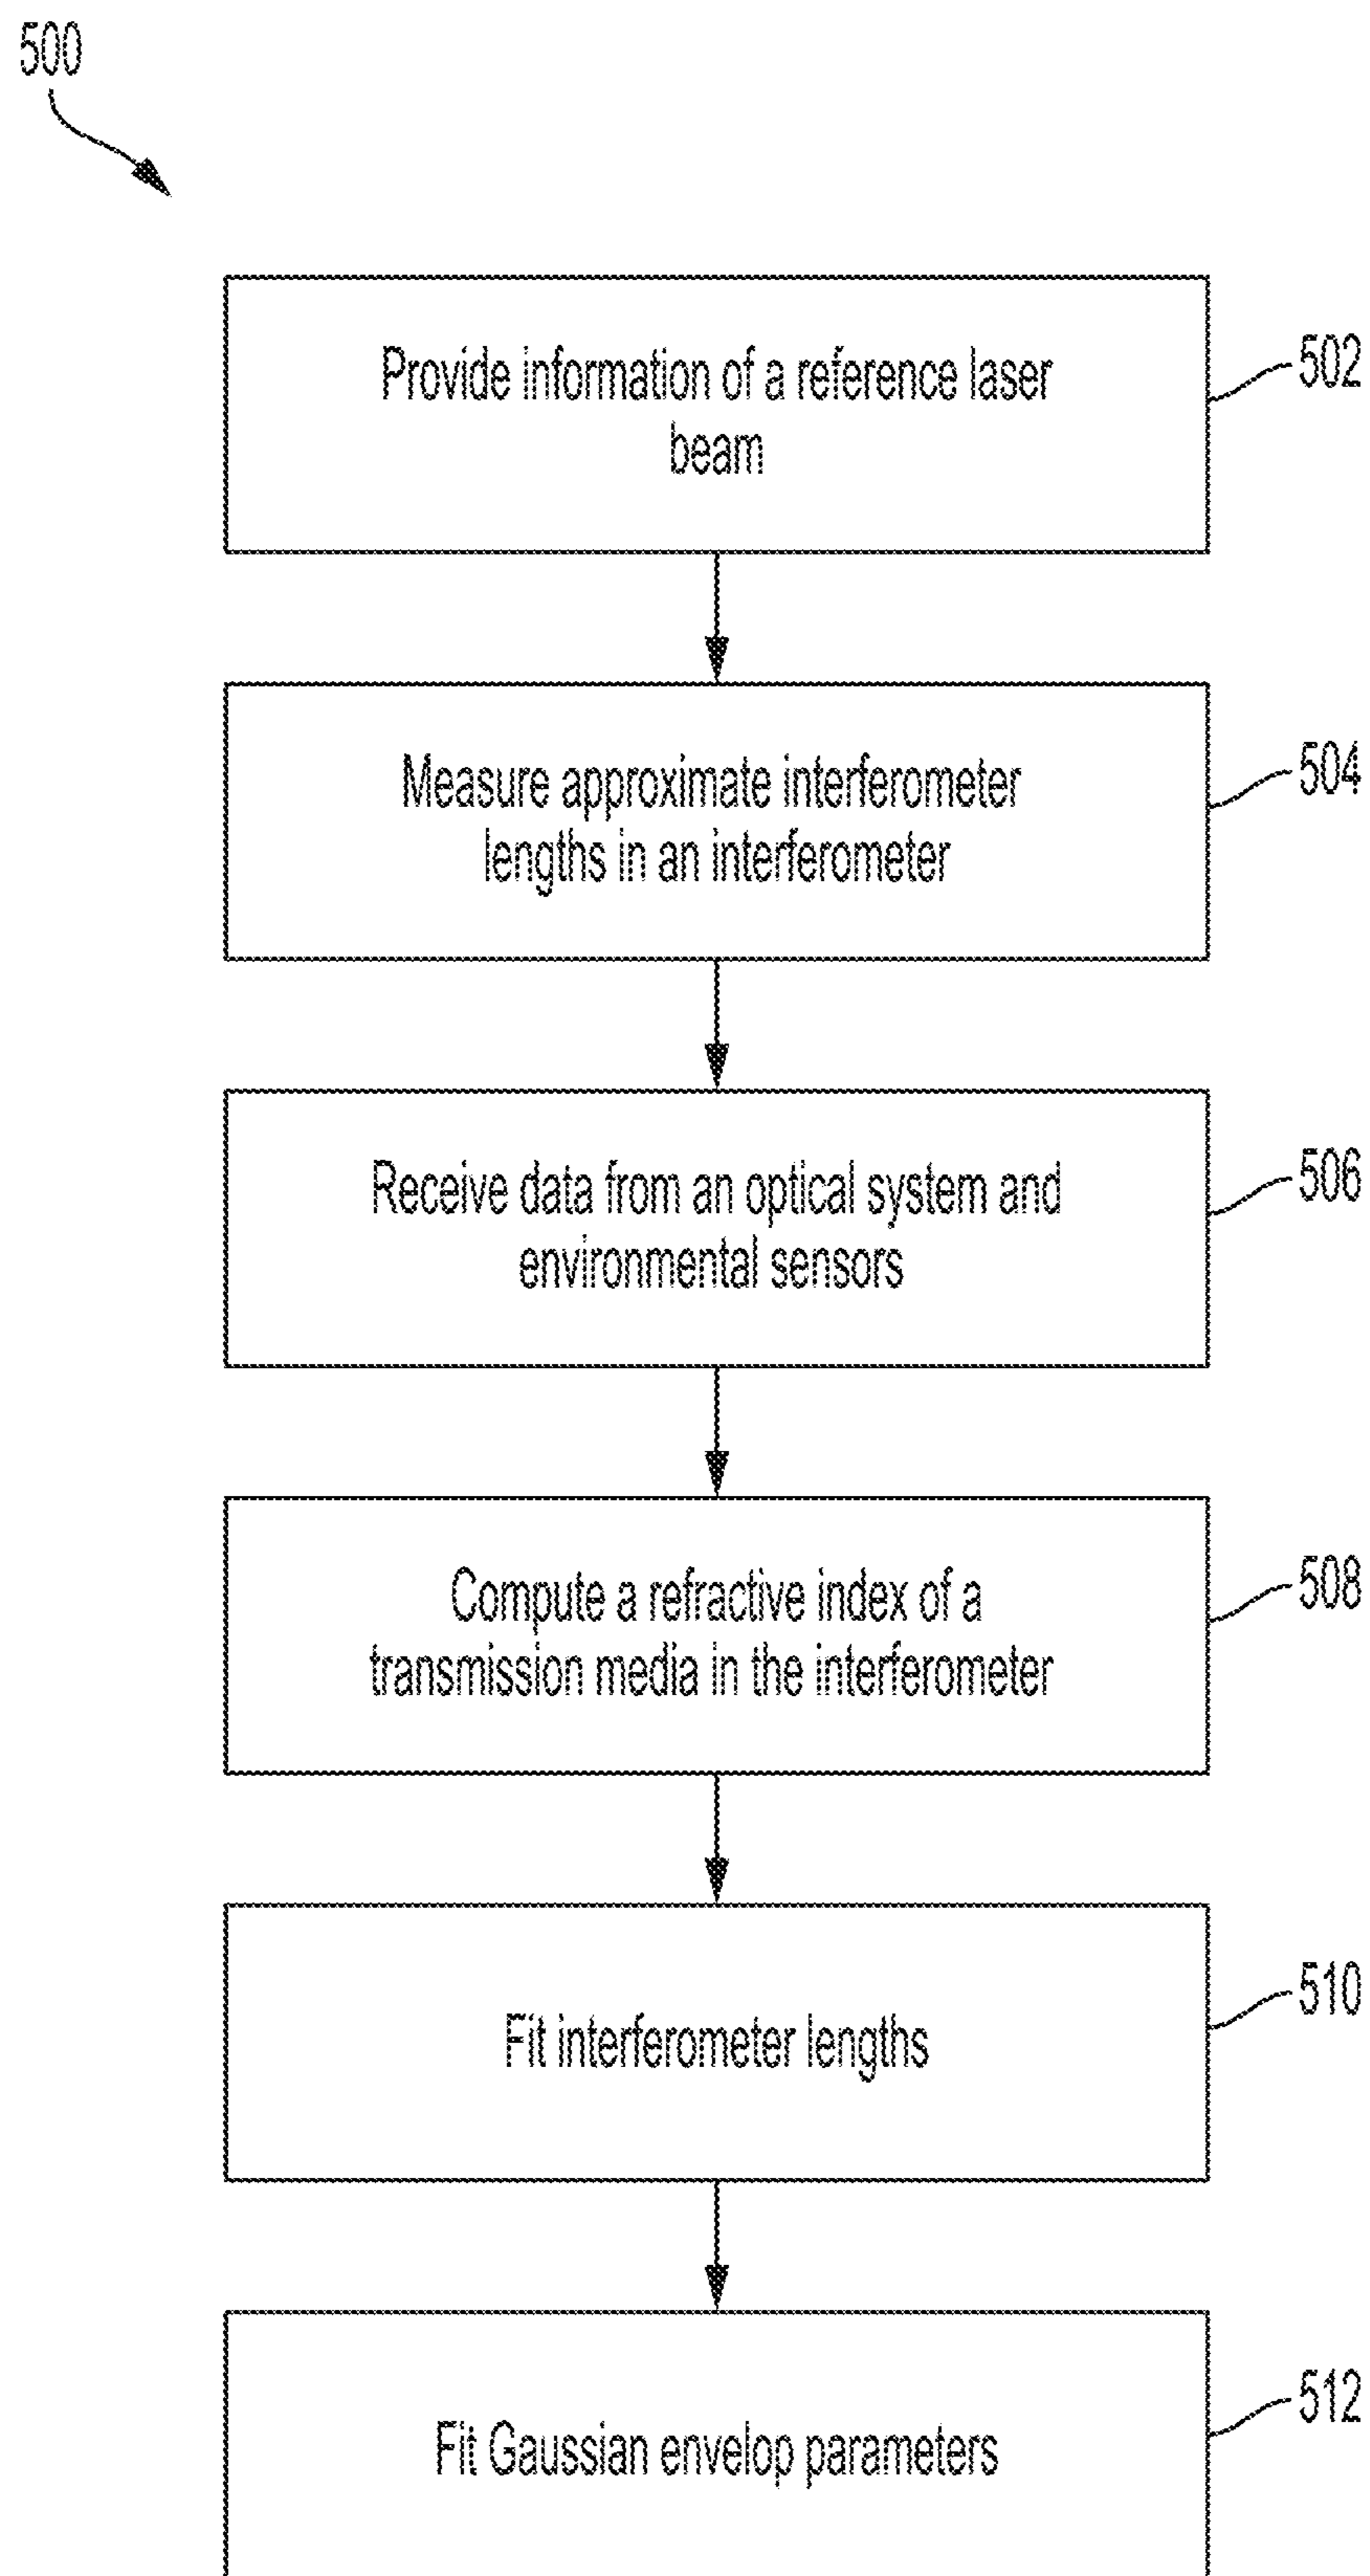 500
Provide information of a reference laser
beam
502
Measure approximate interferometer
lengths in an interferometer
504
Receive data from an optical system and
environmental sensors
506
Compute a refractive index of a
transmission media in the interferometer
508
Fit interferometer lengths
510
Fit Gaussian envelop parameters
512